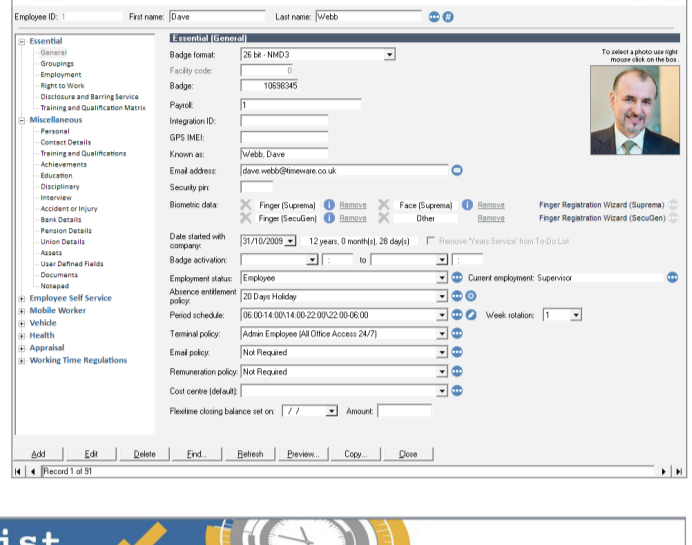 Employee ID: 1 First name: Dave Last name: Webb
Essential
General
Groupings
Employment
Right to Work
Disclosure and Barring Service
Training and Qualification Matrix
Miscellaneous
Personal
Contact Details
Training and Qualifications
Achievements
Education
Disciplinary
Interview
Accident or Injury
Bank Details
Pension Details
Union Details
Assets
User Defined Fields
Documents
Notepad
Employee Self Service
Mobile Worker
Vehicle
Health
Appraisal
Working Time Regulations
Essential (General)
Badge format: 26 bit - NMD3
To select a photo use right
mouse click on the box.
Facility code: 0
Badge: 10698345
Payroll: 1
Integration ID:
GPS IMEI:
Known as: Webb, Dave
Email address: dave.webb@timeware.co.uk
Security pin:
Biometric data: Finger (Suprema) Remove Face (Suprema) Remove Finger Registration Wizard (Suprema)
Finger (SecuGen) Remove Other Remove Finger Registration Wizard (SecuGen)
Date started with
company: 31/10/2009 12 years, 0 month(s), 28 day(s) Remove 'Years Service' from To-Do List
Badge activation: : to :
Employment status: Employee Current employment: Supervisor
Absence entitlement
policy: 20 Days Holiday
Period schedule: 06:00-14:00\14:00-22:00\22:00-06:00 Week rotation: 1
Terminal policy: Admin Employee (All Office Access 24/7)
Email policy: Not Required
Remuneration policy: Not Required
Cost centre (default):
Flexitime closing balance set on: / / Amount:
Add Edit Delete Find... Refresh Preview... Copy... Close
Record 1 of 91
ist